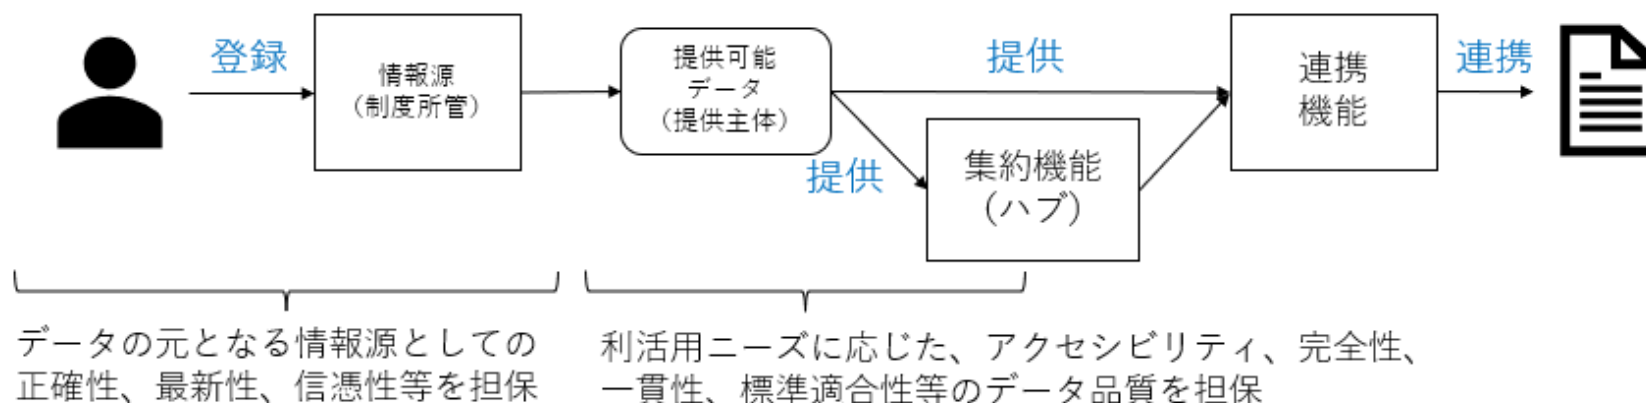 登録
情報源
（制度所管）
提供可能
データ
（提供主体）
提供
提供
集約機能
（ハブ）
連携
機能
連携
データの元となる情報源としての
正確性、最新性、信憑性等を担保
利活用ニーズに応じた、アクセシビリティ、完全性、
一貫性、標準適合性等のデータ品質を担保